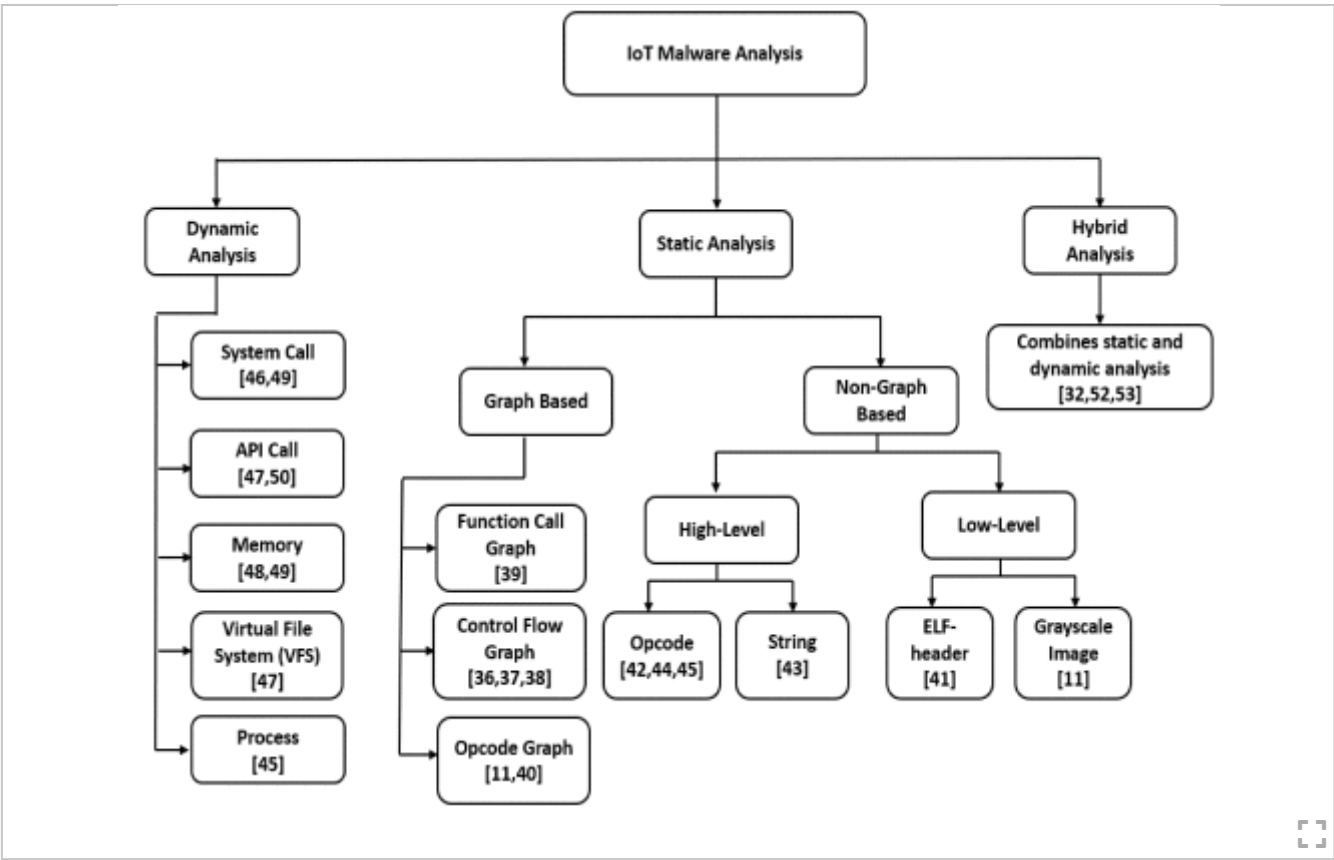 IoT Malware Analysis
Dynamic
Analysis
System Call
[46,49]
API Call
[47,50]
Memory
[48,49]
Virtual File
System (VFS)
[47]
Process
[45]
Static Analysis
Graph Based
Function Call
Graph
[39]
Control Flow
Graph
[36,37,38]
Opcode Graph
[11,40]
Non-Graph
Based
High-Level
Opcode
[42,44,45]
String
[43]
Low-Level
ELF-
header
[41]
Grayscale
Image
[11]
Hybrid
Analysis
Combines static and
dynamic analysis
[32,52,53]